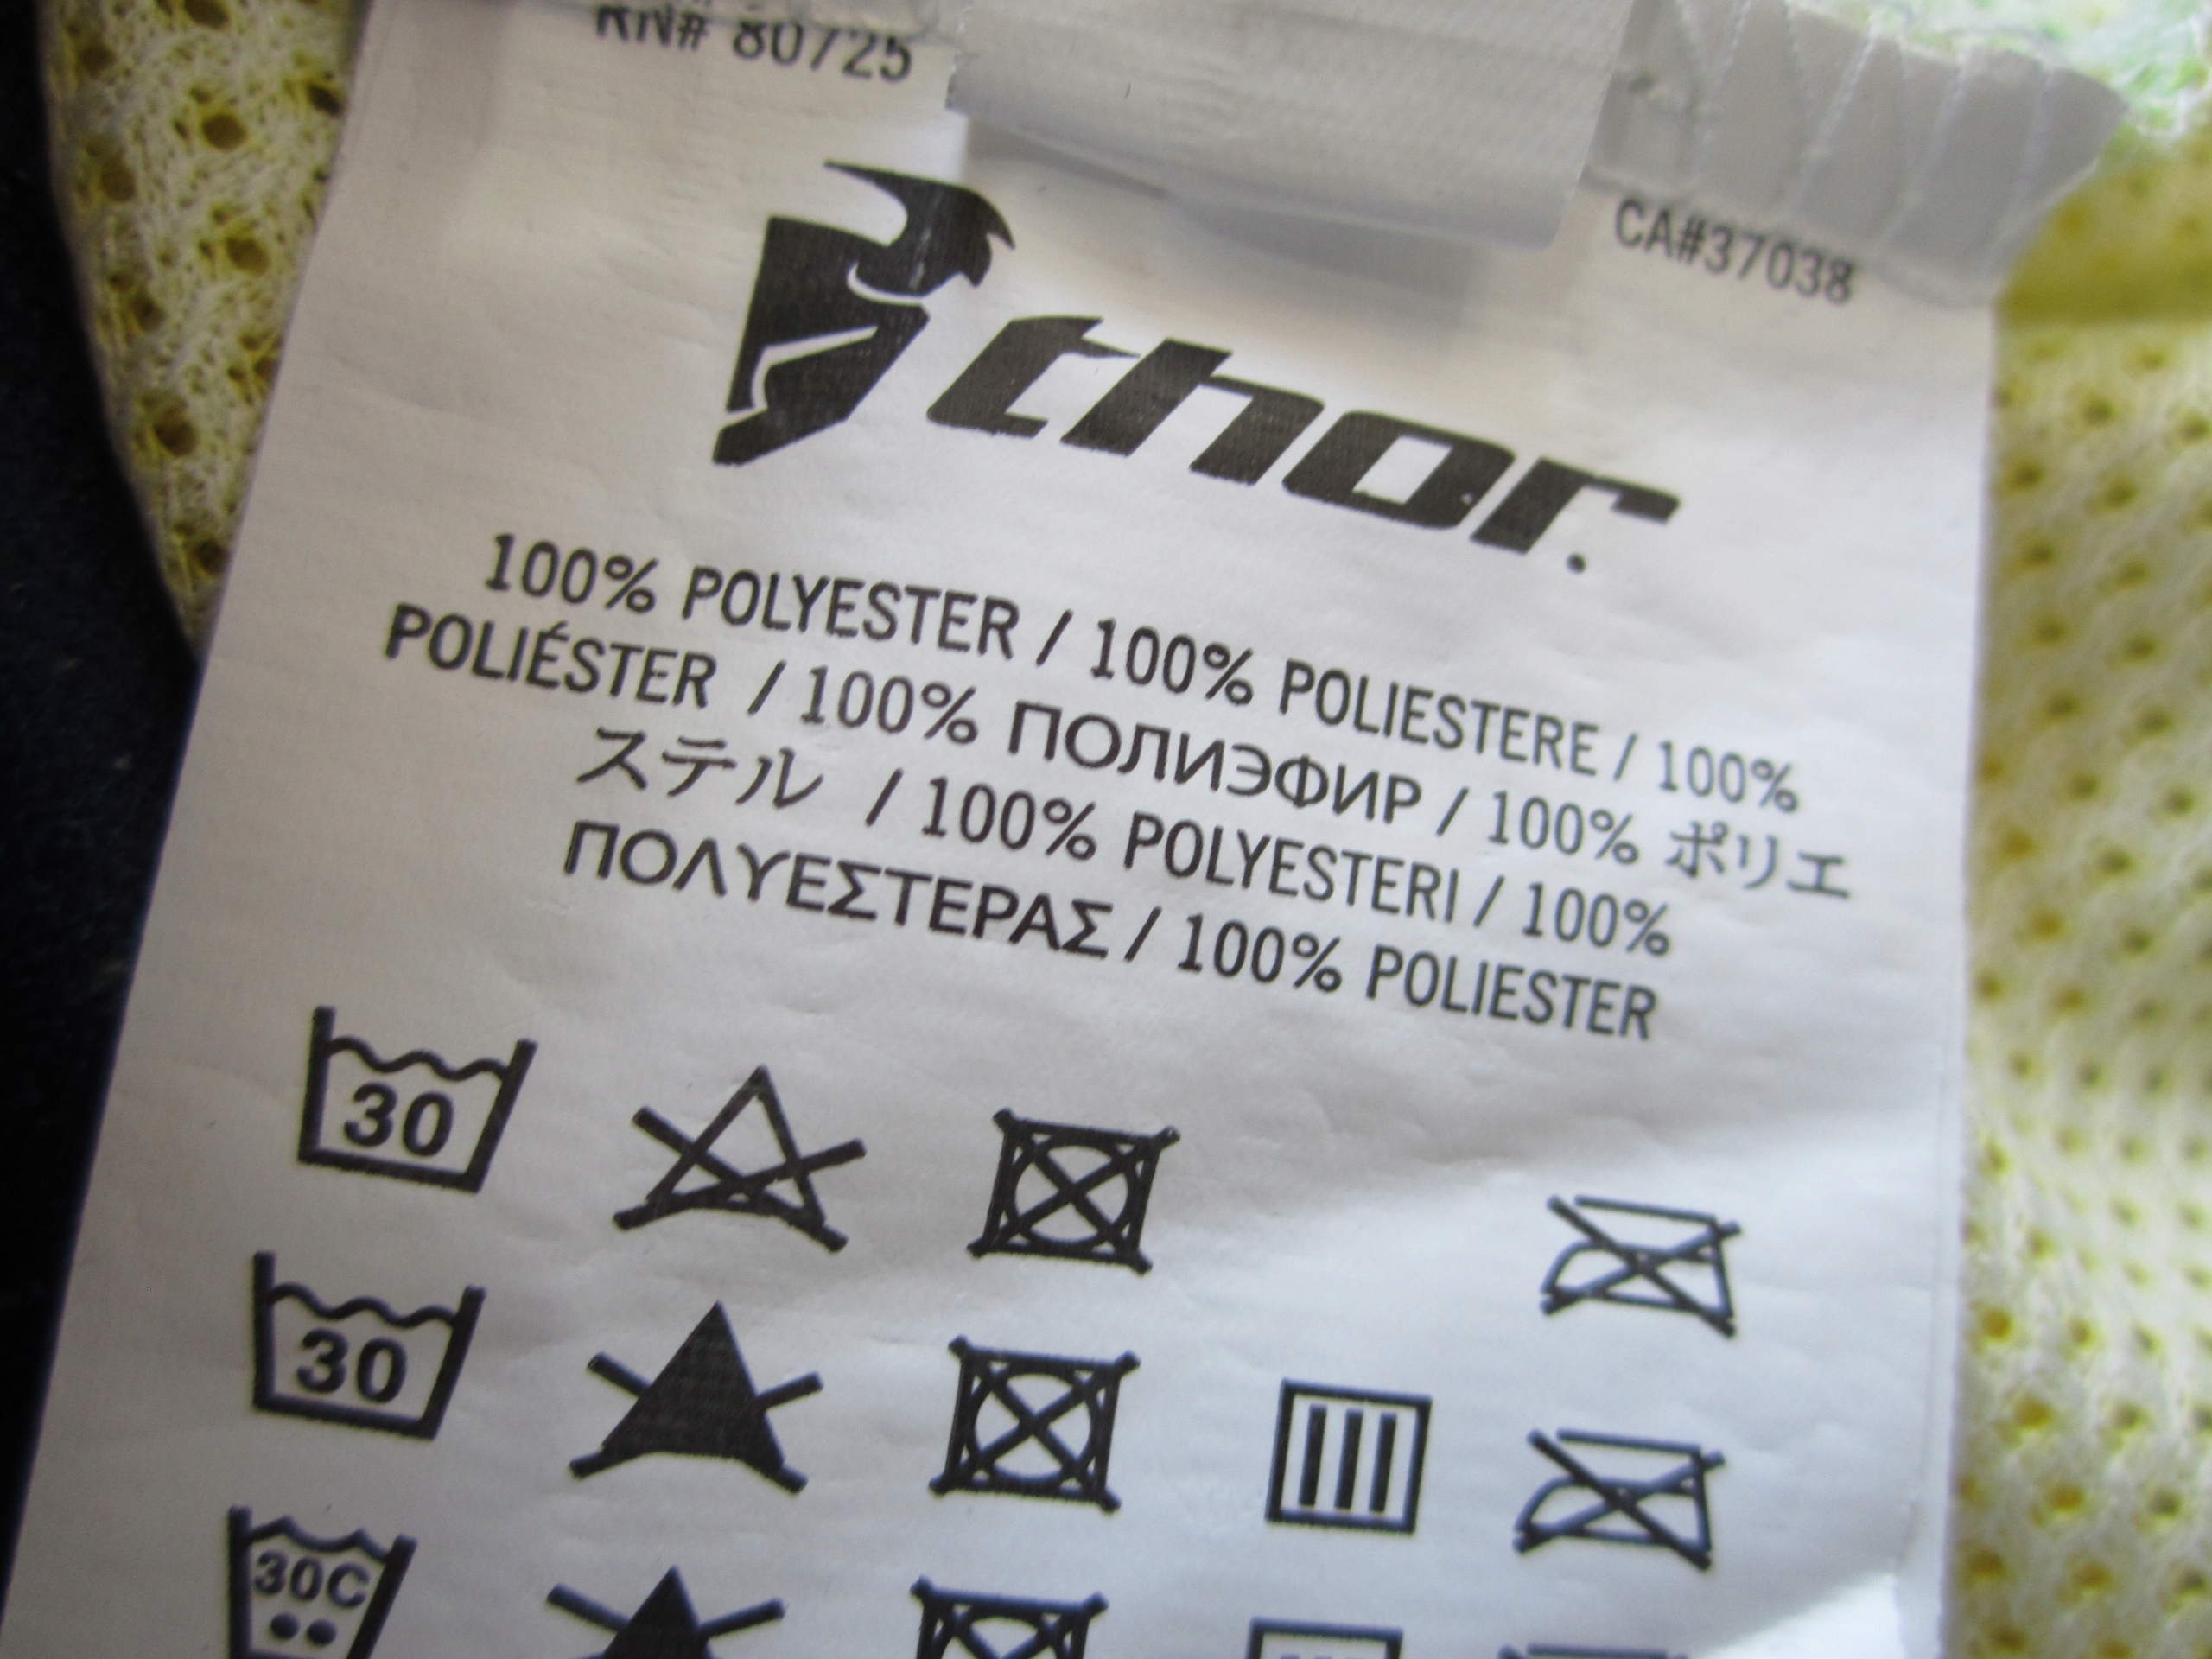 RN# 80725
CA#37038
thor.
100% POLYESTER / 100% POLIESTERE / 100%
POLIÉSTER / 100% ПОЛИЭФИР / 100% ポリエ
ステル / 100% POLYESTERI / 100%
ΠΟΛΥΕΣΤΕΡΑΣ / 100% POLIESTER
30
30
30C